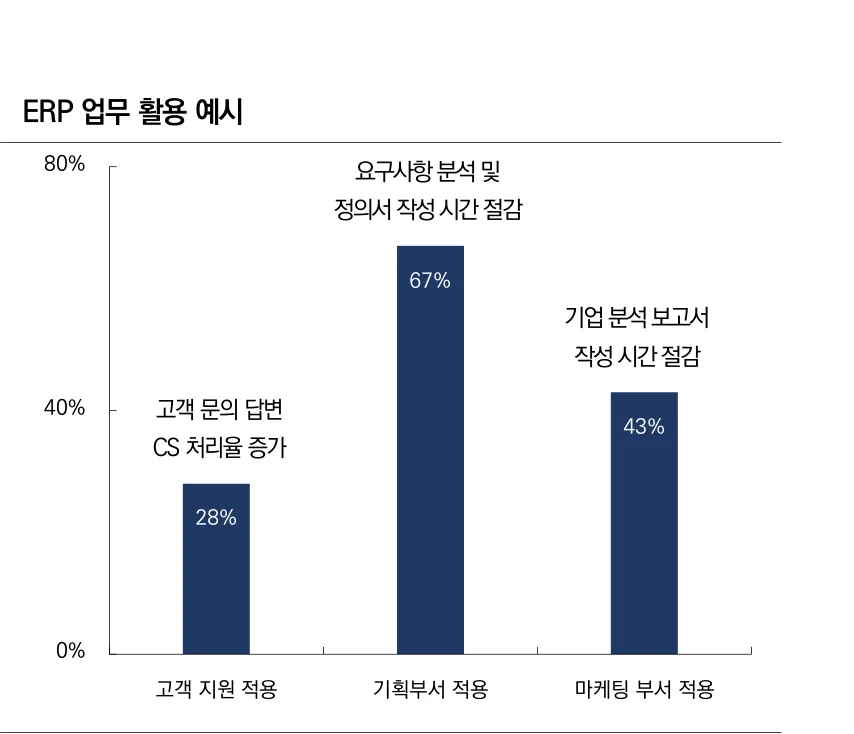 ERP 업무 활용 예시
80%
요구사항 분석 및
정의서 작성 시간 절감
67%
기업 분석 보고서
작성 시간 절감
40%
고객 문의 답변
CS 처리율 증가
43%
28%
0%
고객 지원 적용
기획부서 적용
마케팅 부서 적용